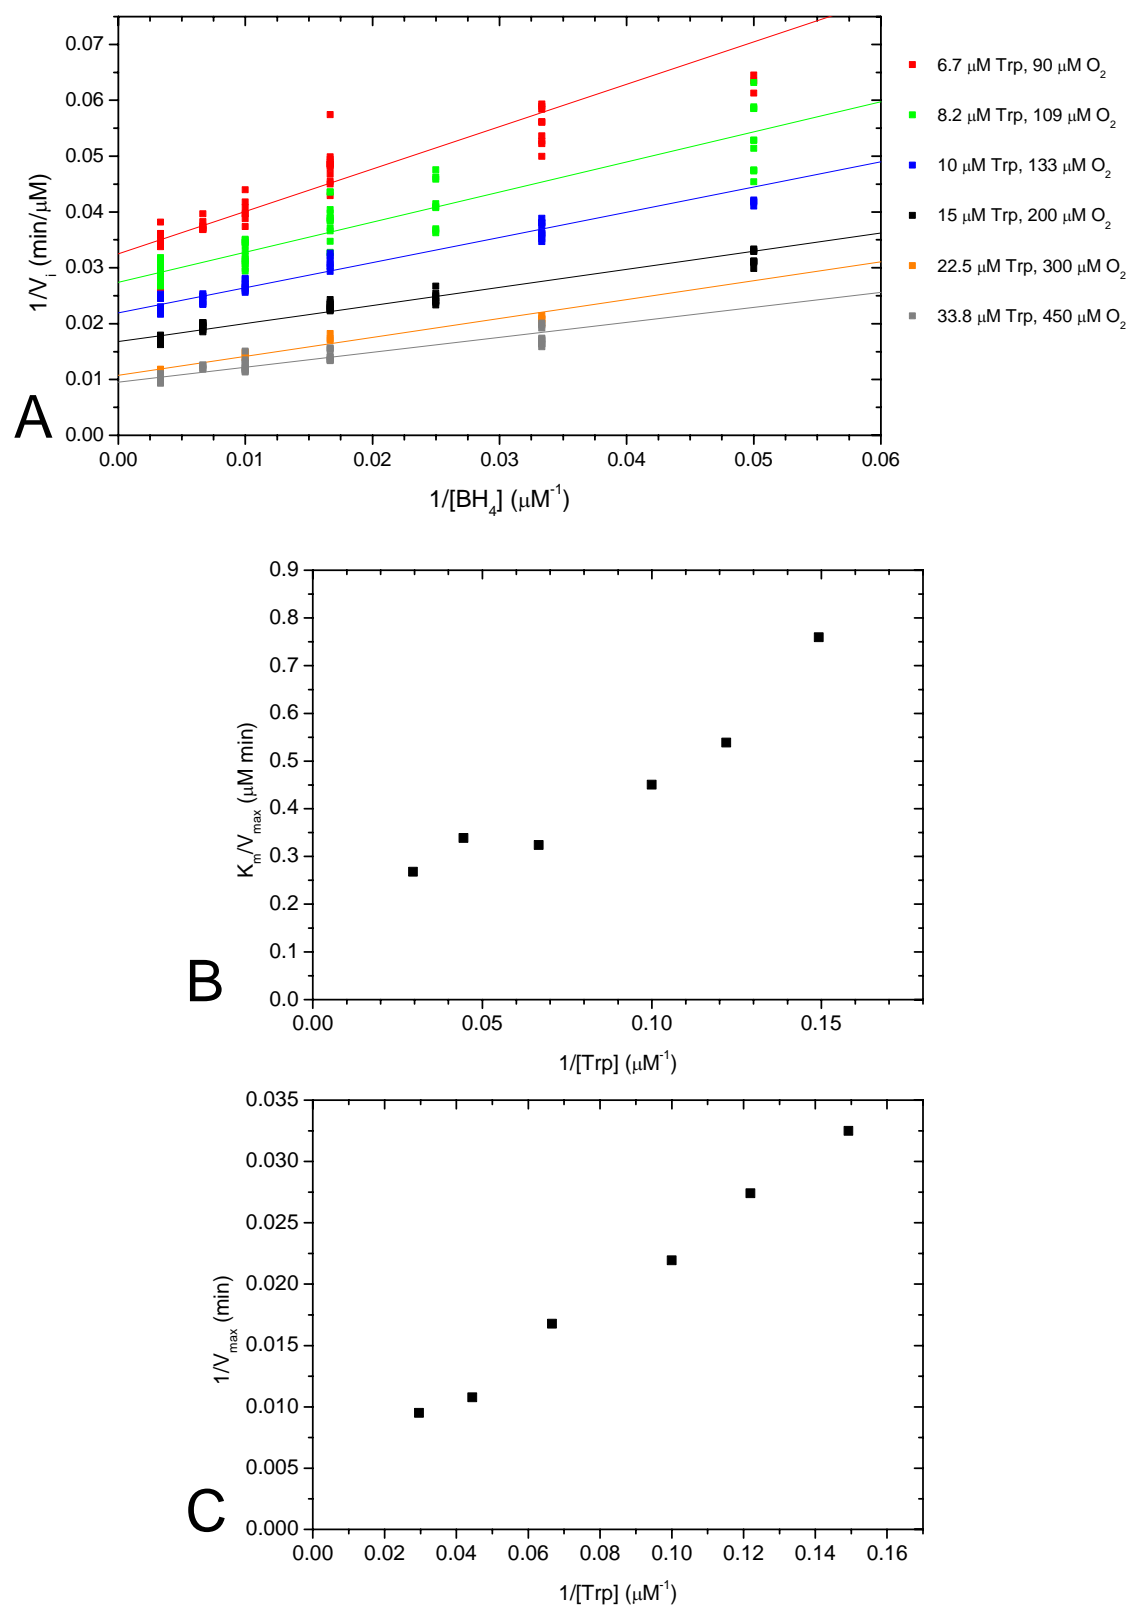 0.07
0.06
0.05
0.04
0.03
0.02
0.01
0.00
1/V_i (min/μM)
A
0.00 0.01 0.02 0.03 0.04 0.05 0.06
1/[BH_4] (μM^-1)
6.7 μM Trp, 90 μM O_2
8.2 μM Trp, 109 μM O_2
10 μM Trp, 133 μM O_2
15 μM Trp, 200 μM O_2
22.5 μM Trp, 300 μM O_2
33.8 μM Trp, 450 μM O_2
0.9
0.8
0.7
0.6
0.5
0.4
0.3
0.2
0.1
0.0
K_m/V_max (μM min)
B
0.00 0.05 0.10 0.15
1/[Trp] (μM^-1)
0.035
0.030
0.025
0.020
0.015
0.010
0.005
0.000
1/V_max (min)
C
0.00 0.02 0.04 0.06 0.08 0.10 0.12 0.14 0.16
1/[Trp] (μM^-1)